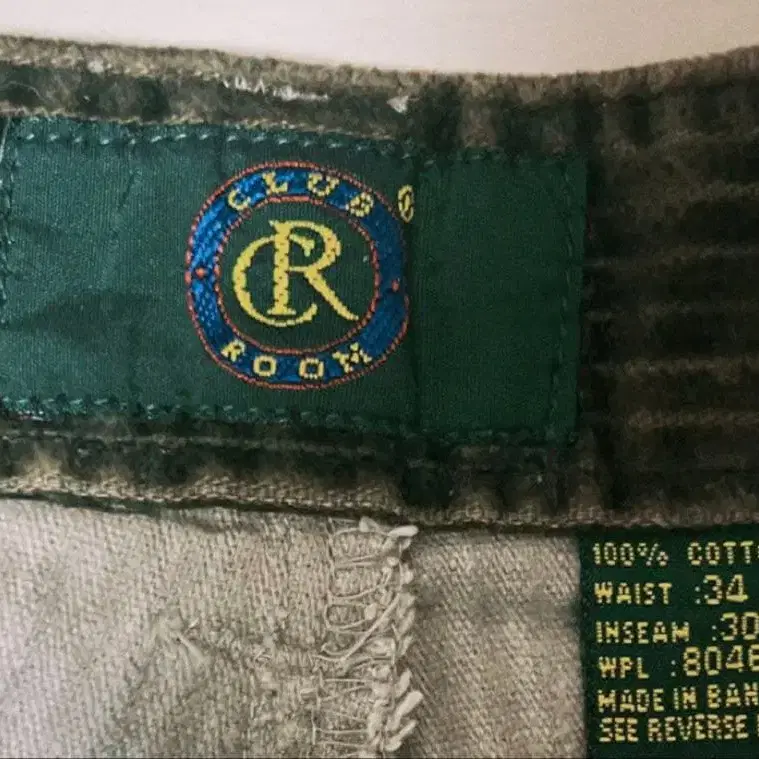 CLUB ®
CR
ROOM
100% COTT
WAIST :34
INSEAM :30
WPL :8046
MADE IN BAN
SEE REVERSE